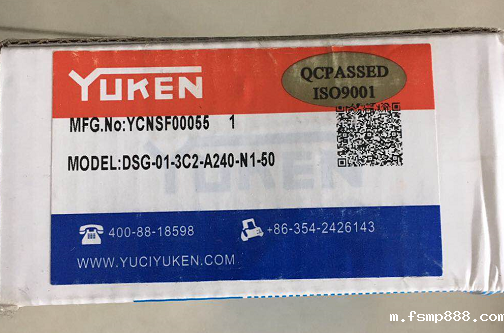 YUKEN
QCPASSED
ISO9001
MFG.No:YCNSF00055 1
MODEL:DSG-01-3C2-A240-N1-50
400-88-18598
+86-354-2426143
WWW.YUCIYUKEN.COM
m.fsmp888.com